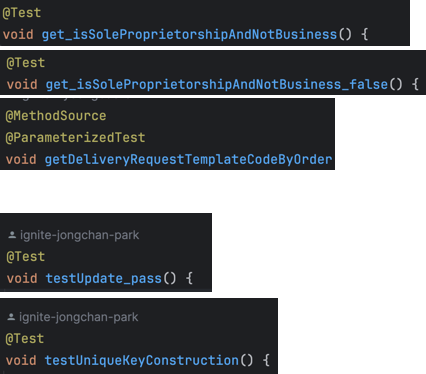 @Test
void get_isSoleProprietorshipAndNotBusiness() {
@Test
void get_isSoleProprietorshipAndNotBusiness_false() {
@MethodSource
@ParameterizedTest
void getDeliveryRequestTemplateCodeByOrder
ignite-jongchan-park
@Test
void testUpdate_pass() {
ignite-jongchan-park
@Test
void testUniqueKeyConstruction() {